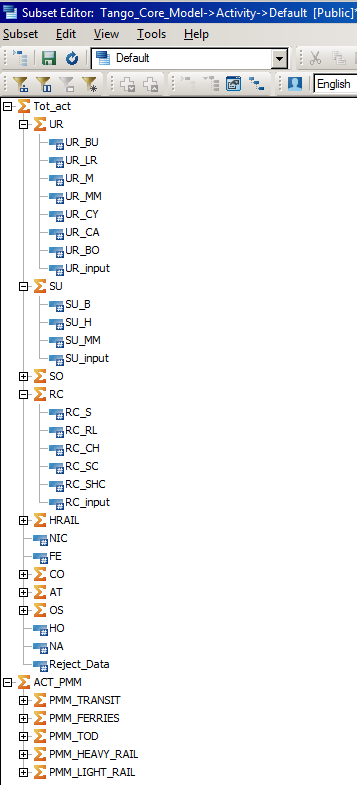 Subset Editor: Tango_Core_Model->Activity->Default [Public]*
Subset Edit View Tools Help
Default
English
Tot_act
UR
UR_BU
UR_LR
UR_M
UR_MM
UR_CY
UR_CA
UR_BO
UR_input
SU
SU_B
SU_H
SU_MM
SU_input
SO
RC
RC_S
RC_RL
RC_CH
RC_SC
RC_SHC
RC_input
HRAIL
NIC
FE
CO
AT
OS
HO
NA
Reject_Data
ACT_PMM
PMM_TRANSIT
PMM_FERRIES
PMM_TOD
PMM_HEAVY_RAIL
PMM_LIGHT_RAIL